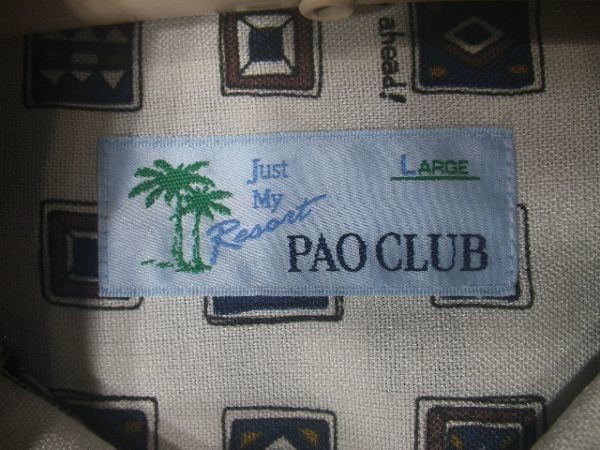 ahead!
Just
My
Resort
LARGE
PAO CLUB